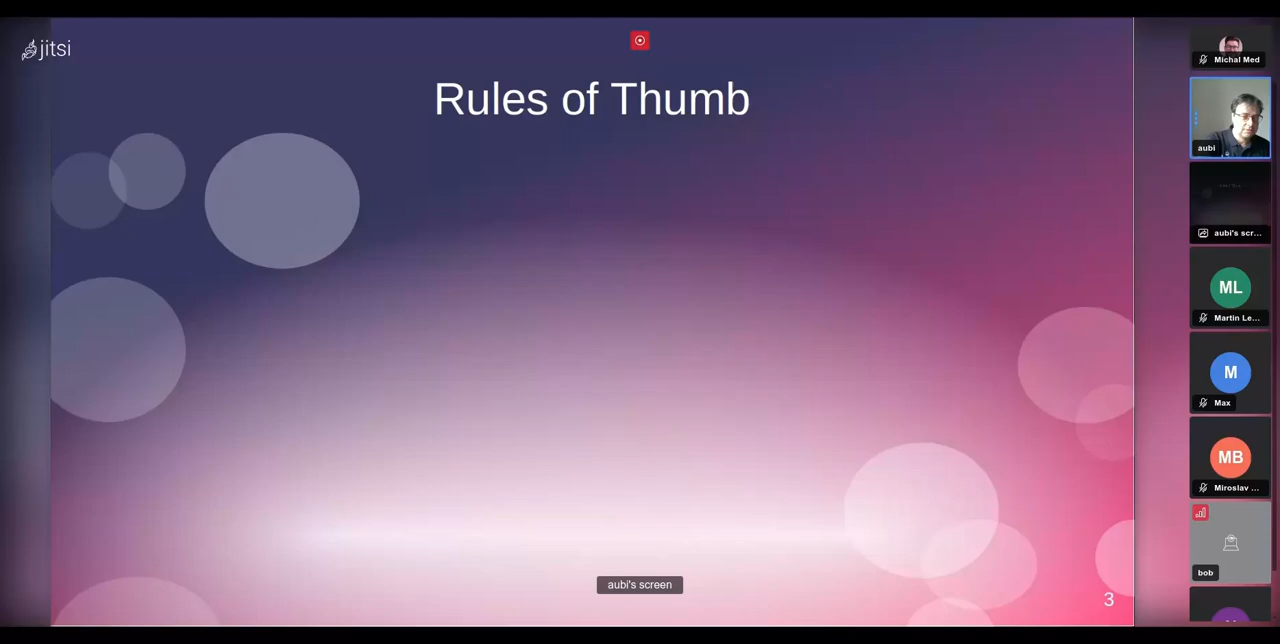 jitsi
Rules of Thumb
aubi's screen
3
Michal Med
aubi
aubi's scr...
ML
Martin Le...
M
Max
MB
Miroslav ...
bob